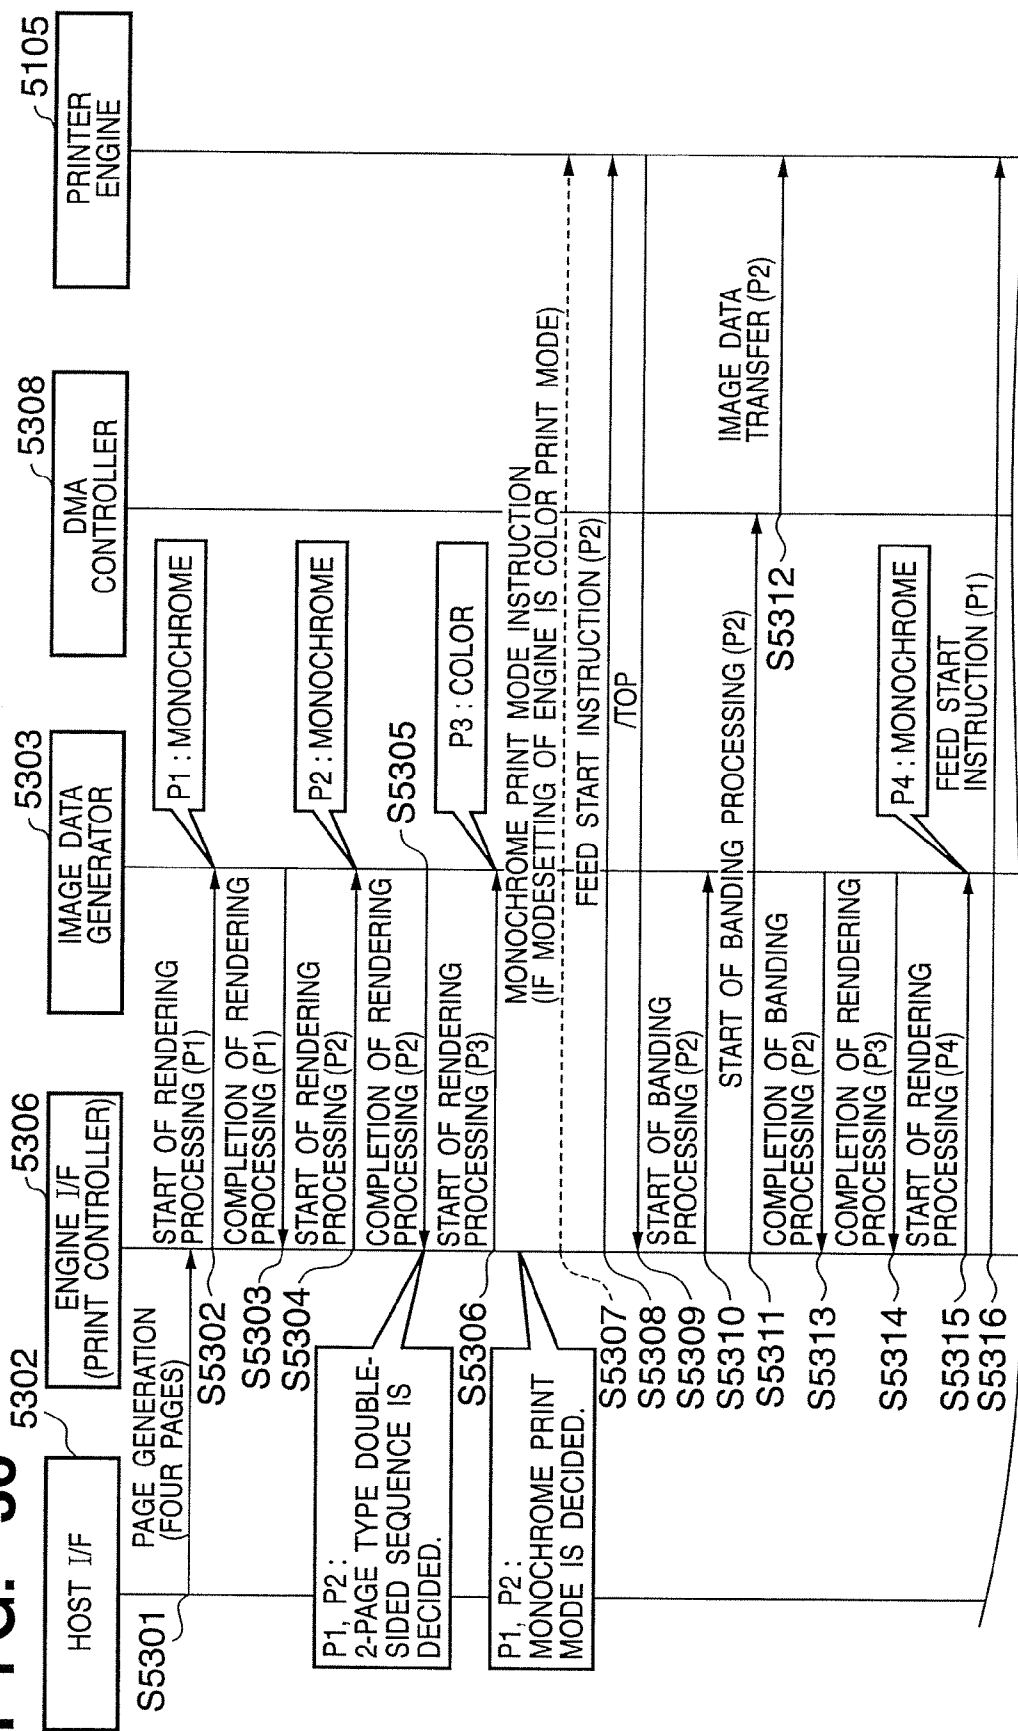 HOST I/F
5302
ENGINE I/F
(PRINT CONTROLLER)
5306
IMAGE DATA
GENERATOR
5303
DMA
CONTROLLER
5308
PRINTER
ENGINE
5105
S5301
PAGE GENERATION
(FOUR PAGES)
START OF RENDERING
PROCESSING (P1)
S5302
P1 : MONOCHROME
COMPLETION OF RENDERING
PROCESSING (P1)
S5303
START OF RENDERING
PROCESSING (P2)
S5304
P2 : MONOCHROME
COMPLETION OF RENDERING
PROCESSING (P2)
S5305
P1, P2 :
2-PAGE TYPE DOUBLE-
SIDED SEQUENCE IS
DECIDED.
START OF RENDERING
PROCESSING (P3)
S5306
P3 : COLOR
P1, P2 :
MONOCHROME PRINT
MODE IS DECIDED.
MONOCHROME PRINT MODE INSTRUCTION
(IF MODESETTING OF ENGINE IS COLOR PRINT MODE)
S5307
FEED START INSTRUCTION (P2)
S5308
/TOP
S5309
START OF BANDING
PROCESSING (P2)
S5310
START OF BANDING PROCESSING (P2)
S5311
IMAGE DATA
TRANSFER (P2)
S5312
COMPLETION OF BANDING
PROCESSING (P2)
S5313
COMPLETION OF RENDERING
PROCESSING (P3)
S5314
START OF RENDERING
PROCESSING (P4)
S5315
P4 : MONOCHROME
FEED START
INSTRUCTION (P1)
S5316